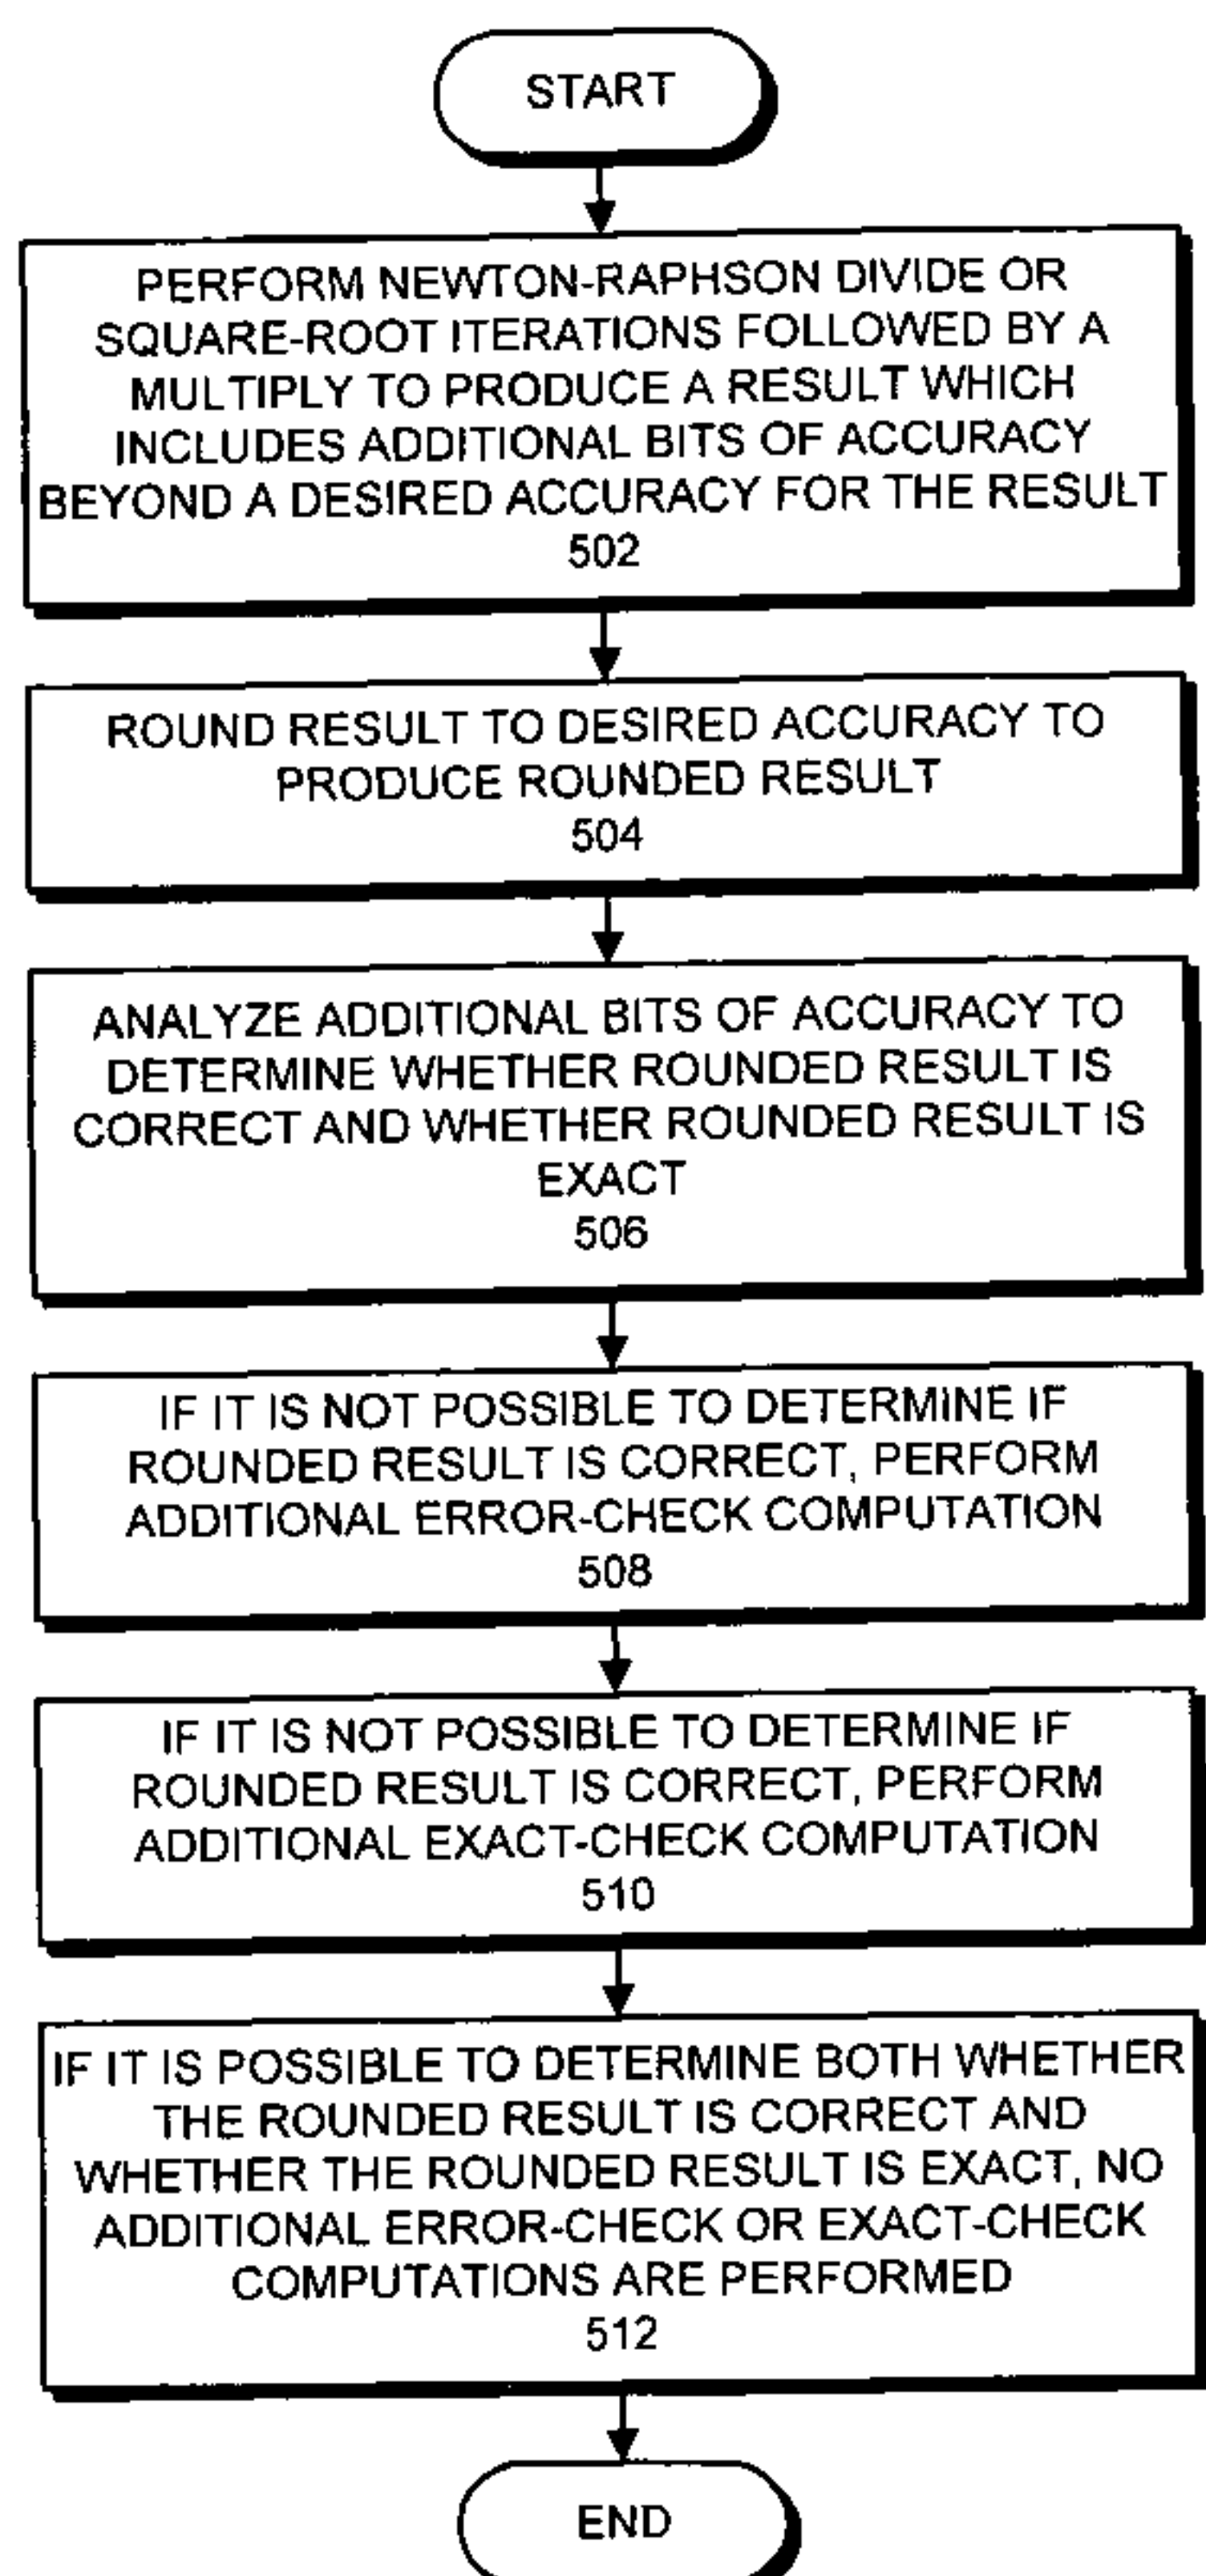 START
PERFORM NEWTON-RAPHSON DIVIDE OR
SQUARE-ROOT ITERATIONS FOLLOWED BY A
MULTIPLY TO PRODUCE A RESULT WHICH
INCLUDES ADDITIONAL BITS OF ACCURACY
BEYOND A DESIRED ACCURACY FOR THE RESULT
502
ROUND RESULT TO DESIRED ACCURACY TO
PRODUCE ROUNDED RESULT
504
ANALYZE ADDITIONAL BITS OF ACCURACY TO
DETERMINE WHETHER ROUNDED RESULT IS
CORRECT AND WHETHER ROUNDED RESULT IS
EXACT
506
IF IT IS NOT POSSIBLE TO DETERMINE IF
ROUNDED RESULT IS CORRECT, PERFORM
ADDITIONAL ERROR-CHECK COMPUTATION
508
IF IT IS NOT POSSIBLE TO DETERMINE IF
ROUNDED RESULT IS CORRECT, PERFORM
ADDITIONAL EXACT-CHECK COMPUTATION
510
IF IT IS POSSIBLE TO DETERMINE BOTH WHETHER
THE ROUNDED RESULT IS CORRECT AND
WHETHER THE ROUNDED RESULT IS EXACT, NO
ADDITIONAL ERROR-CHECK OR EXACT-CHECK
COMPUTATIONS ARE PERFORMED
512
END